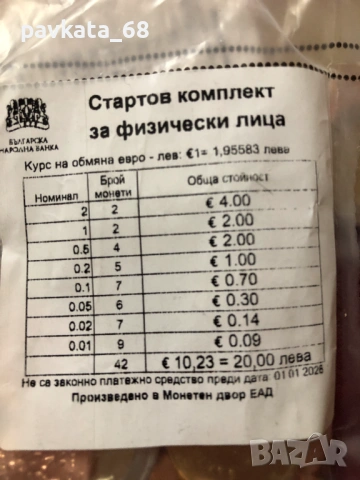 pavkata_68
БЪЛГАРСКА
НАРОДНА БАНКА
Стартов комплект
за физически лица
Курс на обмяна евро - лев: €1= 1,95583 лева
Номинал Брой монети Обща стойност
2 2 € 4.00
1 2 € 2.00
0.5 4 € 2.00
0.2 5 € 1.00
0.1 7 € 0.70
0.05 6 € 0.30
0.02 7 € 0.14
0.01 9 € 0.09
42 € 10,23 = 20,00 лева
Не са законно платежно средство преди дата 01 01 2026
Произведено в Монетен двор ЕАД
BAZAR